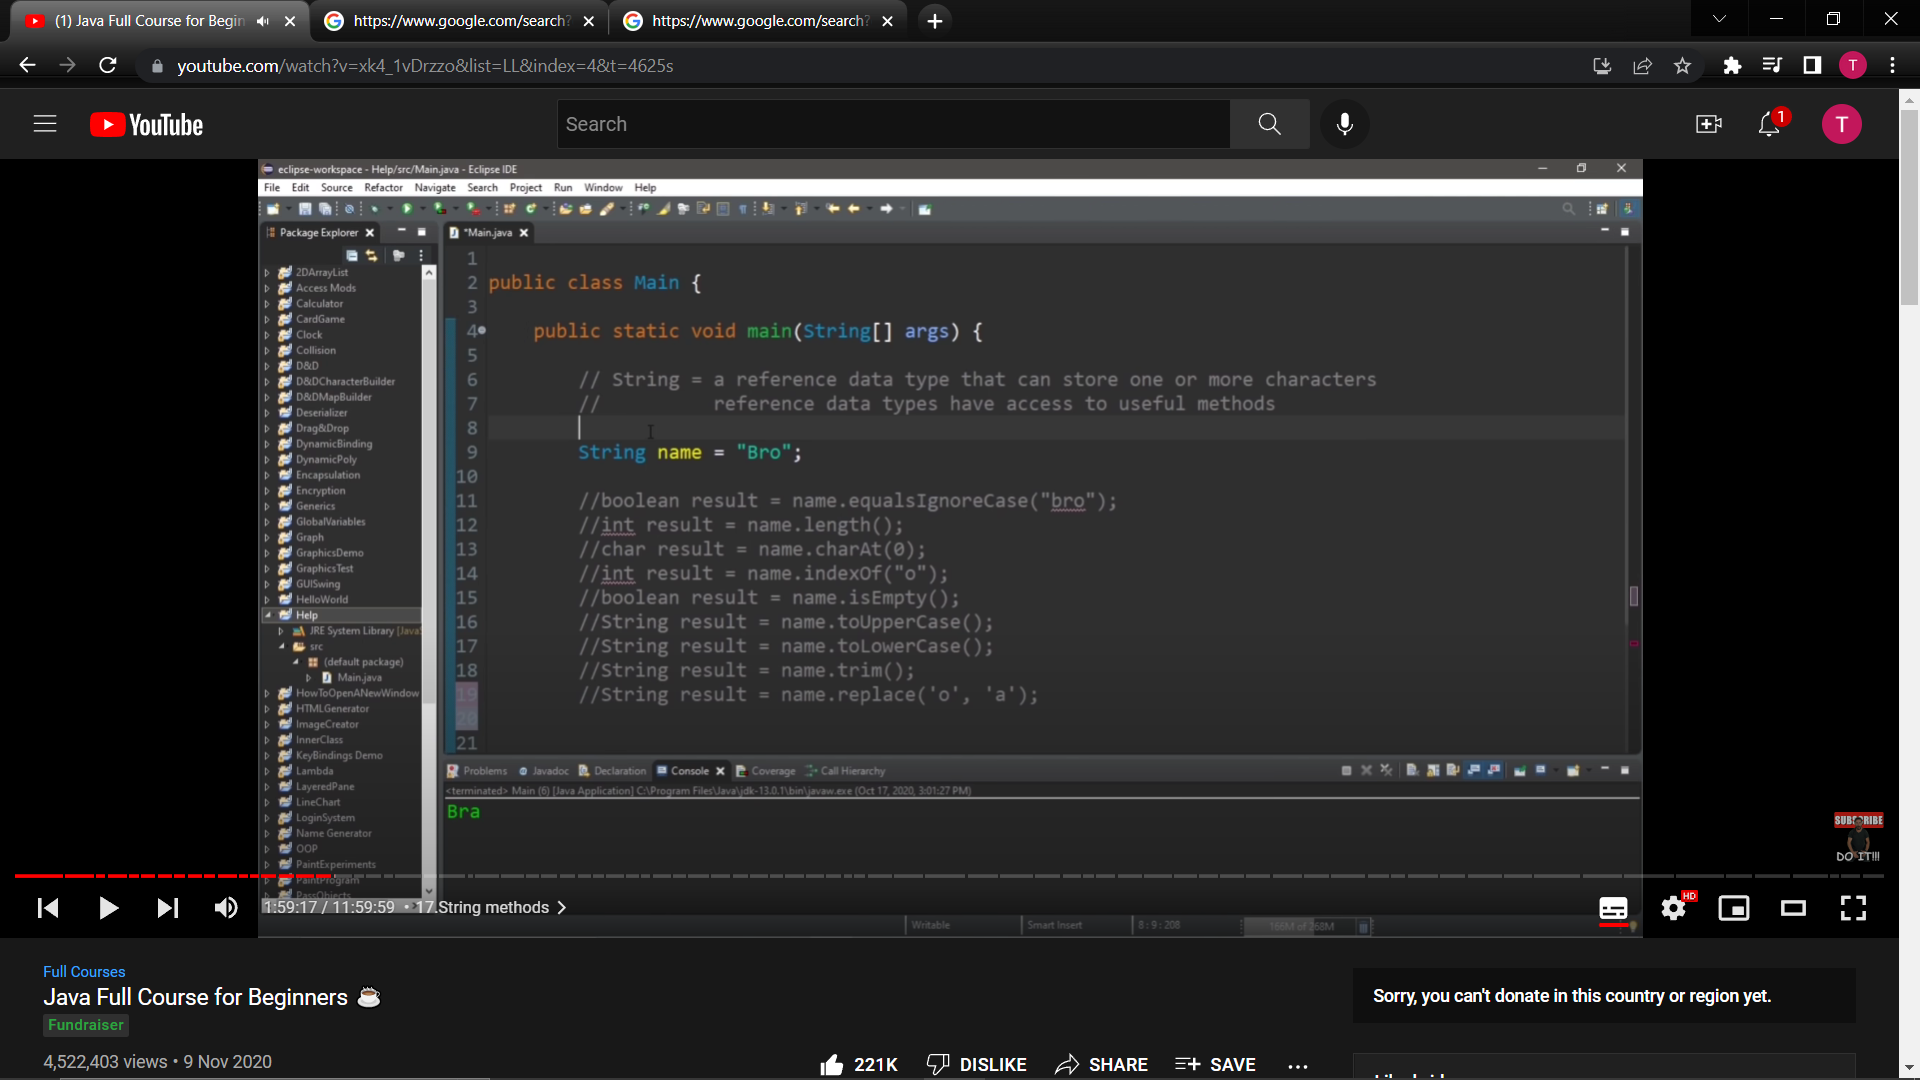 (1) Java Full Course for Begin
https://www.google.com/search?
https://www.google.com/search?
youtube.com/watch?v=xk4_1vDrzzo&list=LL&index=4&t=4625s
T
YouTube
Search
1
T
eclipse-workspace - Help/src/Main.java - Eclipse IDE
File Edit Source Refactor Navigate Search Project Run Window Help
Package Explorer
*Main.java
2DArrayList
Access Mods
Calculator
CardGame
Clock
Collision
D&D
D&DCharacterBuilder
D&DMapBuilder
Deserializer
Drag&Drop
DynamicBinding
DynamicPoly
Encapsulation
Encryption
Generics
GlobalVariables
Graph
GraphicsDemo
GraphicsTest
GUISwing
HelloWorld
Help
JRE System Library [Java
src
(default package)
Main.java
HowToOpenANewWindow
HTMLGenerator
ImageCreator
InnerClass
KeyBindings Demo
Lambda
LayeredPane
LineChart
LoginSystem
Name Generator
OOP
PaintExperiments
PaintProgram
PassObjects
1
2 public class Main {
3
4 public static void main(String[] args) {
5
6 // String = a reference data type that can store one or more characters
7 // reference data types have access to useful methods
8
9 String name = "Bro";
10
11 //boolean result = name.equalsIgnoreCase("bro");
12 //int result = name.length();
13 //char result = name.charAt(0);
14 //int result = name.indexOf("o");
15 //boolean result = name.isEmpty();
16 //String result = name.toUpperCase();
17 //String result = name.toLowerCase();
18 //String result = name.trim();
19 //String result = name.replace('o', 'a');
20
21
Problems Javadoc Declaration Console Coverage Call Hierarchy
<terminated> Main (6) [Java Application] C:\Program Files\Java\jdk-13.0.1\bin\javaw.exe (Oct 17, 2020, 3:01:27 PM)
Bra
SUBSCRIBE
DO IT!!!
1:59:17 / 11:59:59 • 17.String methods
HD
Writable Smart Insert 8 : 9 : 208 166M of 268M
Full Courses
Java Full Course for Beginners
Fundraiser
4,522,403 views • 9 Nov 2020
221K DISLIKE SHARE SAVE
Sorry, you can't donate in this country or region yet.